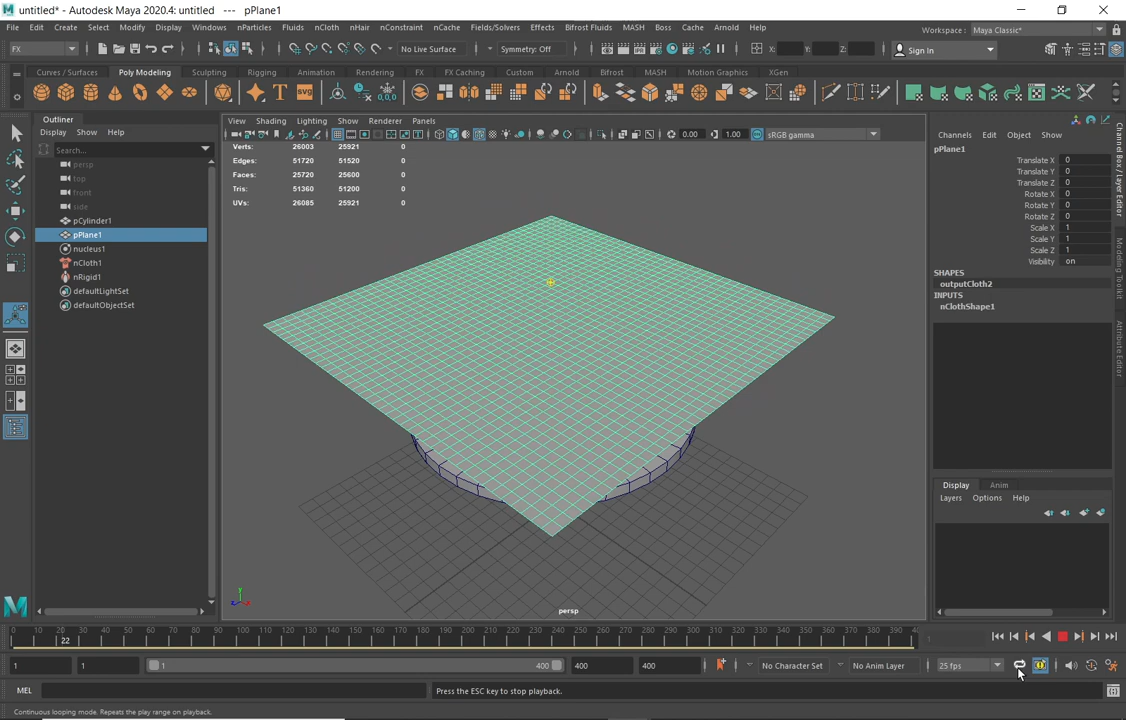 untitled* - Autodesk Maya 2020.4: untitled --- pPlane1
File Edit Create Select Modify Display Windows nParticles Fluids nCloth nHair nConstraint nCache Fields/Solvers Effects Bifrost Fluids MASH Boss Cache Arnold Help
Workspace: Maya Classic*
FX
No Live Surface
Symmetry: Off
X:
Y:
Z:
Sign In
Curves / Surfaces Poly Modeling Sculpting Rigging Animation Rendering FX FX Caching Custom Arnold Bifrost MASH Motion Graphics XGen
Outliner
Display Show Help
Search...
persp
top
front
side
pCylinder1
pPlane1
nucleus1
nCloth1
nRigid1
defaultLightSet
defaultObjectSet
View Shading Lighting Show Renderer Panels
0.00
1.00
sRGB gamma
Verts: 26003 25921 0
Edges: 51720 51520 0
Faces: 25720 25600 0
Tris: 51360 51200 0
UVs: 26085 25921 0
persp
Channels Edit Object Show
pPlane1
Translate X 0
Translate Y 0
Translate Z 0
Rotate X 0
Rotate Y 0
Rotate Z 0
Scale X 1
Scale Y 1
Scale Z 1
Visibility on
SHAPES
outputCloth2
INPUTS
nClothShape1
Display Anim
Layers Options Help
Channel Box / Layer Editor
Modeling Toolkit
Attribute Editor
0 10 20 30 40 50 60 70 80 90 100 110 120 130 140 150 160 170 180 190 200 210 220 230 240 250 260 270 280 290 300 310 320 330 340 350 360 370 380 390
22
1 1 1 400 400 400
No Character Set
No Anim Layer
25 fps
MEL
Press the ESC key to stop playback.
Continuous looping mode. Repeats the play range on playback.